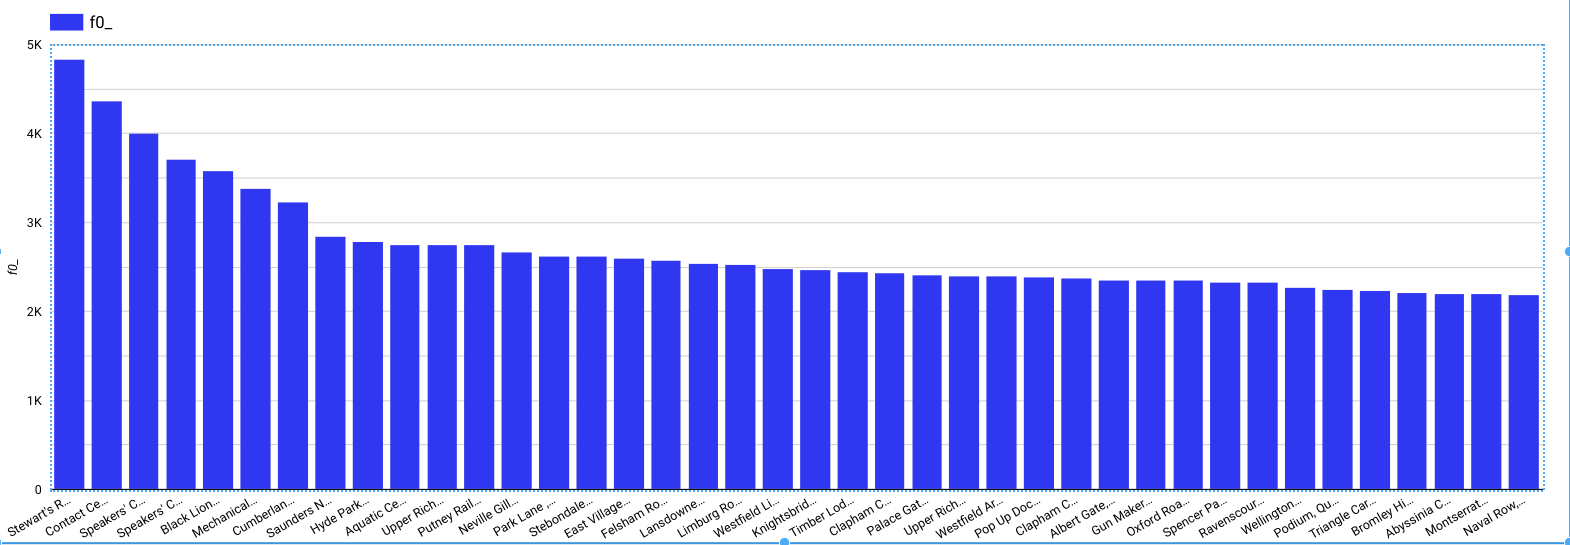 f0_
5K
4K
3K
2K
1K
0
f0_
Stewart's R...
Contact Ce...
Speakers' C...
Speakers' C...
Black Lion...
Mechanical...
Cumberlan...
Saunders N...
Hyde Park...
Aquatic Ce...
Upper Rich...
Putney Rail...
Neville Gill...
Park Lane ,...
Stebondale...
East Village...
Felsham Ro...
Lansdowne...
Limburg Ro...
Westfield Li...
Knightsbrid...
Timber Lod...
Clapham C...
Palace Gat...
Upper Rich...
Westfield Ar...
Pop Up Doc...
Clapham C...
Albert Gate,...
Gun Maker...
Oxford Roa...
Spencer Pa...
Ravenscour...
Wellington...
Podium, Qu...
Triangle Car...
Bromley Hi...
Abyssinia C...
Montserrat...
Naval Row,...